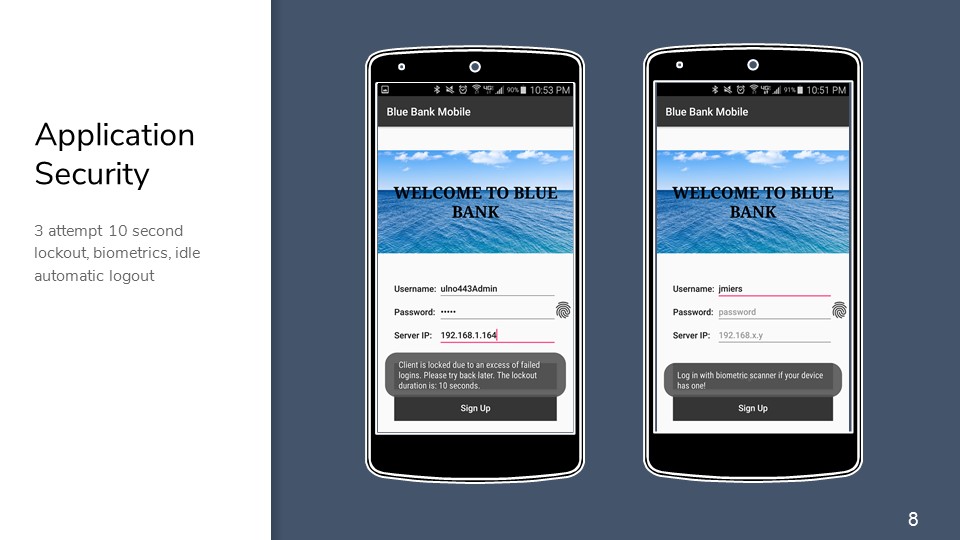 Application
Security
3 attempt 10 second
lockout, biometrics, idle
automatic logout
90% 10:53 PM
Blue Bank Mobile
WELCOME TO BLUE
BANK
Username: ulno443Admin
Password: •••••
Server IP: 192.168.1.164
Client is locked due to an excess of failed
logins. Please try back later. The lockout
duration is: 10 seconds.
Sign Up
91% 10:51 PM
Blue Bank Mobile
WELCOME TO BLUE
BANK
Username: jmiers
Password: password
Server IP: 192.168.x.y
Log in with biometric scanner if your device
has one!
Sign Up
8